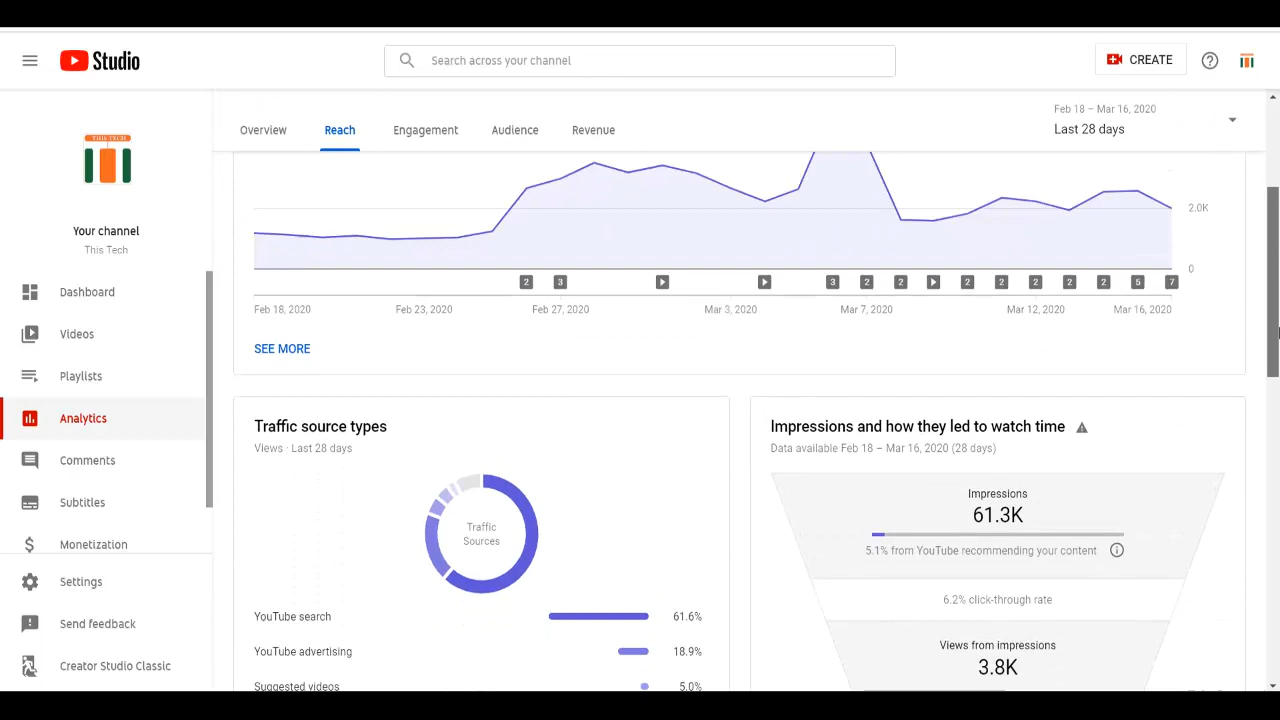 Studio
Search across your channel
CREATE
THIS TECH
Your channel
This Tech
Dashboard
Videos
Playlists
Analytics
Comments
Subtitles
Monetization
Settings
Send feedback
Creator Studio Classic
Overview
Reach
Engagement
Audience
Revenue
Feb 18 – Mar 16, 2020
Last 28 days
2.0K
0
2 3 3 2 2 2 2 2 2 2 5 7
Feb 18, 2020 Feb 23, 2020 Feb 27, 2020 Mar 3, 2020 Mar 7, 2020 Mar 12, 2020 Mar 16, 2020
SEE MORE
Traffic source types
Views · Last 28 days
Traffic
Sources
YouTube search 61.6%
YouTube advertising 18.9%
Suggested videos 5.0%
Impressions and how they led to watch time
Data available Feb 18 – Mar 16, 2020 (28 days)
Impressions
61.3K
5.1% from YouTube recommending your content
6.2% click-through rate
Views from impressions
3.8K